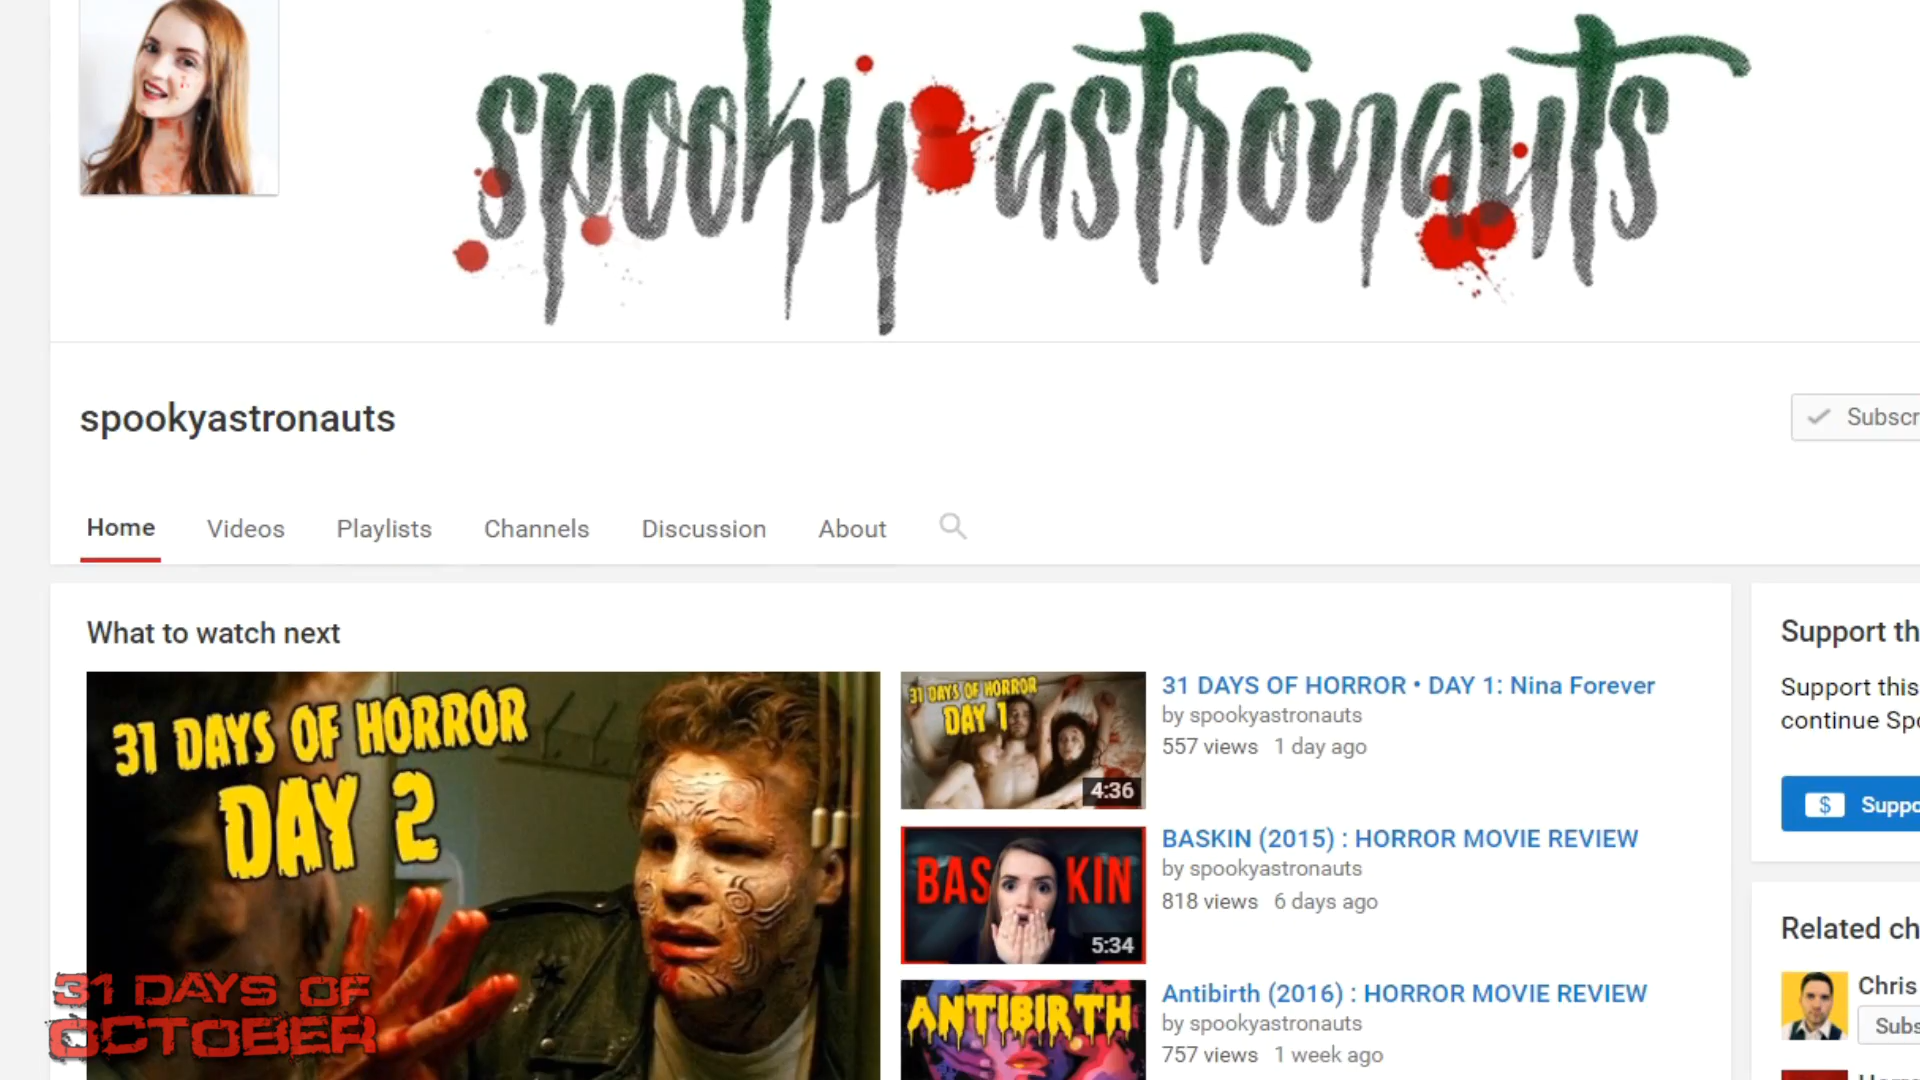 spooky astronauts
spookyastronauts
Subscr
Home Videos Playlists Channels Discussion About
What to watch next
31 DAYS OF HORROR
DAY 2
31 DAYS OF HORROR
DAY 1
4:36
31 DAYS OF HORROR • DAY 1: Nina Forever
by spookyastronauts
557 views 1 day ago
BASKIN
5:34
BASKIN (2015) : HORROR MOVIE REVIEW
by spookyastronauts
818 views 6 days ago
ANTIBIRTH
Antibirth (2016) : HORROR MOVIE REVIEW
by spookyastronauts
757 views 1 week ago
Support th
Support this
continue Spo
$ Suppo
Related ch
Chris
Subs
31 DAYS OF
OCTOBER